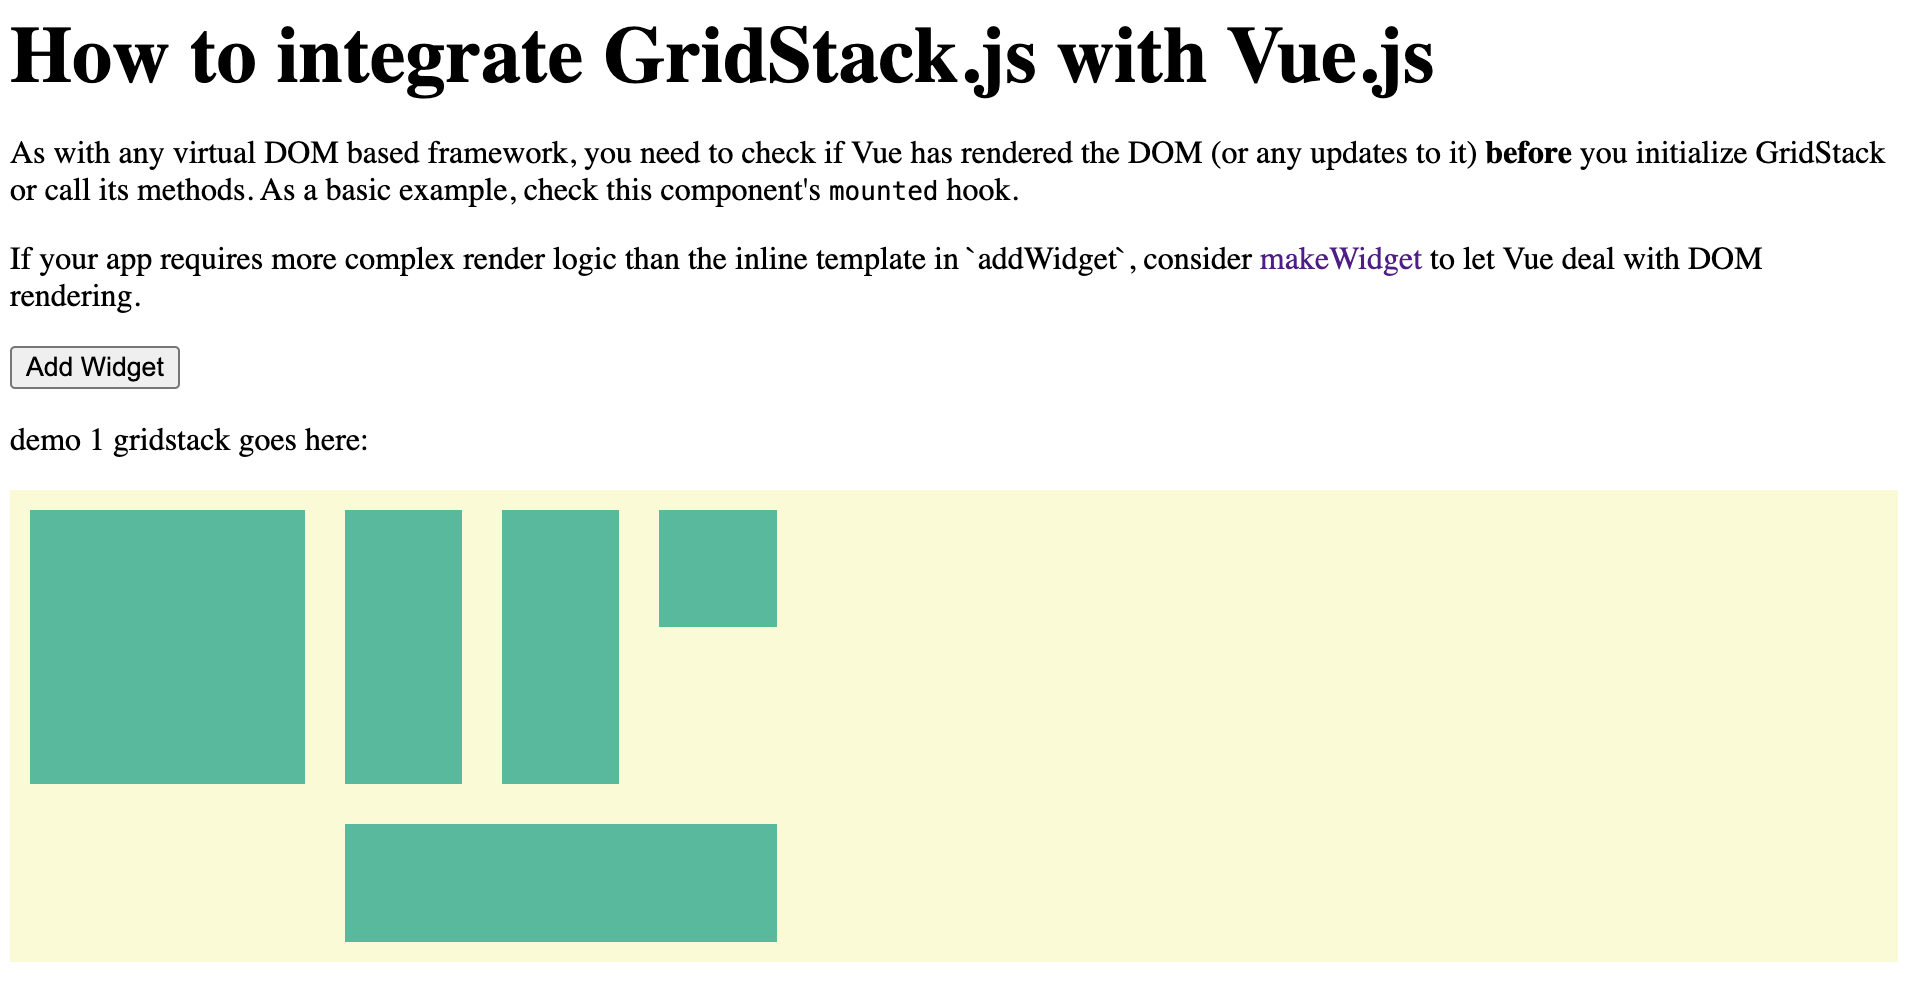 How to integrate GridStack.js with Vue.js
As with any virtual DOM based framework, you need to check if Vue has rendered the DOM (or any updates to it) before you initialize GridStack
or call its methods. As a basic example, check this component's mounted hook.
If your app requires more complex render logic than the inline template in `addWidget`, consider makeWidget to let Vue deal with DOM
rendering.
Add Widget
demo 1 gridstack goes here: